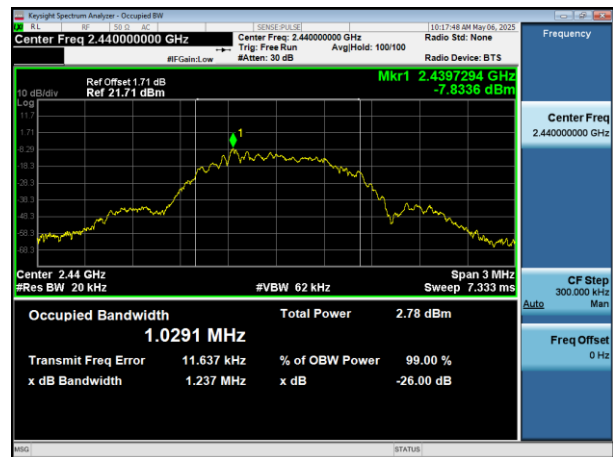 Keysight Spectrum Analyzer - Occupied BW
RL RF 50 Ω AC SENSE:PULSE 10:17:48 AM May 06, 2025
Center Freq 2.440000000 GHz Center Freq: 2.440000000 GHz Radio Std: None
Trig: Free Run Avg|Hold: 100/100
#IFGain:Low #Atten: 30 dB Radio Device: BTS
Frequency
Ref Offset 1.71 dB Mkr1 2.4397294 GHz
10 dB/div Ref 21.71 dBm -7.8336 dBm
Log
11.7
1.71
-8.29
-18.3
-28.3
-38.3
-48.3
-58.3
-68.3
1
Center Freq
2.440000000 GHz
Center 2.44 GHz Span 3 MHz
#Res BW 20 kHz #VBW 62 kHz Sweep 7.333 ms
CF Step
300.000 kHz
Auto Man
Occupied Bandwidth Total Power 2.78 dBm
1.0291 MHz
Transmit Freq Error 11.637 kHz % of OBW Power 99.00 %
x dB Bandwidth 1.237 MHz x dB -26.00 dB
Freq Offset
0 Hz
MSG STATUS